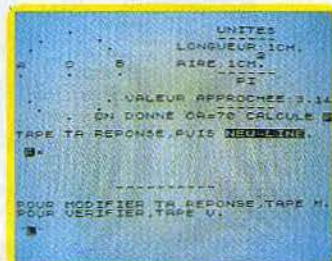 UNITES
LONGUEUR:1CM.
2
A O B AIRE:1CM.
PI
VALEUR APPROCHEE:3.14
ON DONNE OA=70 CALCULE
TAPE TA REPONSE,PUIS NEW-LINE.
POUR MODIFIER TA REPONSE,TAPE M.
POUR VERIFIER,TAPE V.